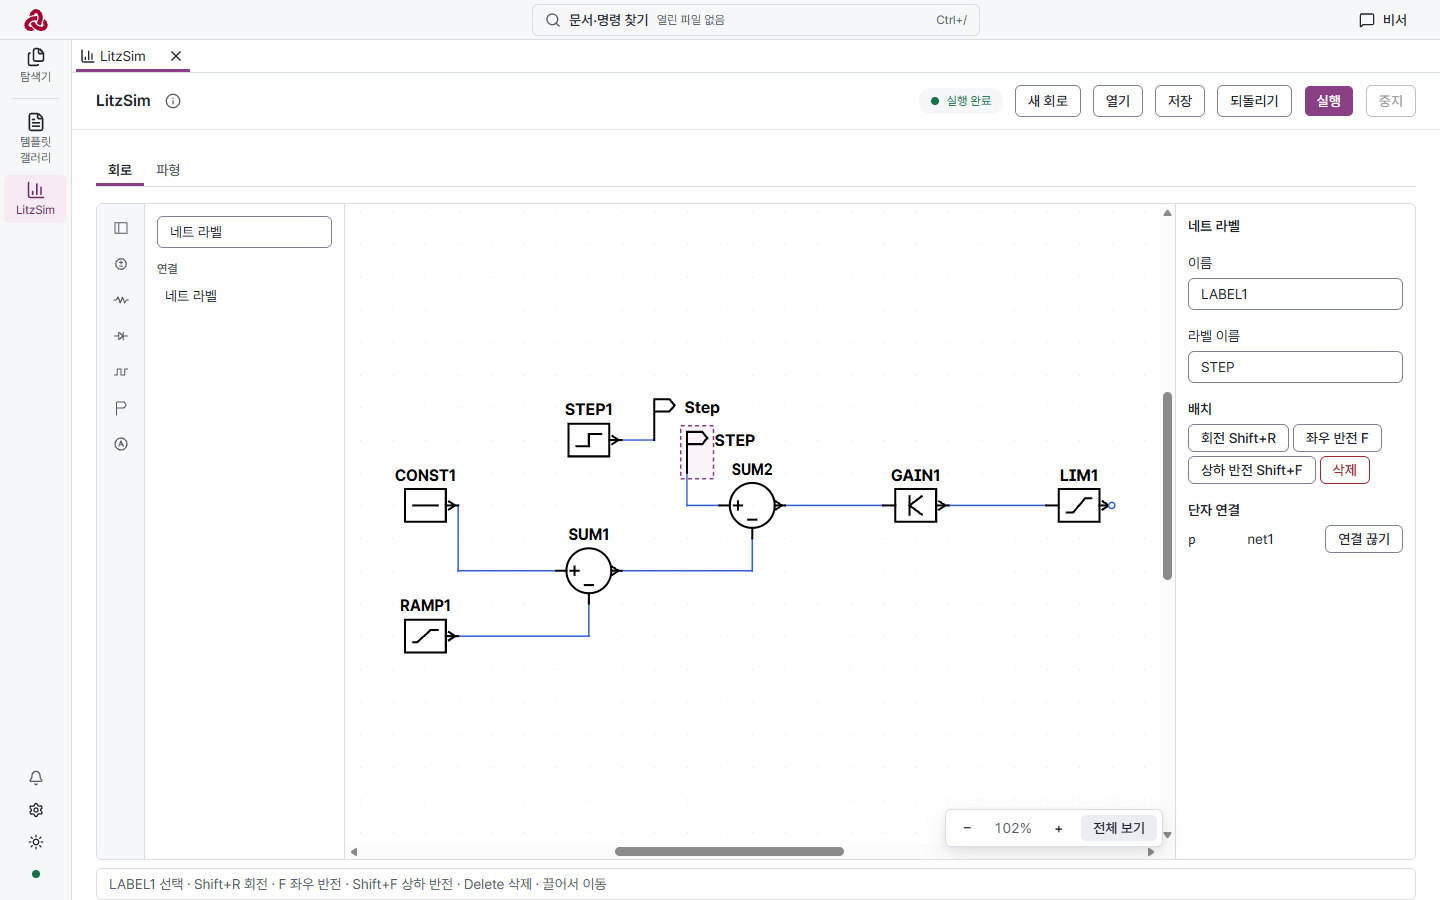 문서·명령 찾기 열린 파일 없음 Ctrl+/
비서
탐색기
템플릿
갤러리
LitzSim
LitzSim
LitzSim
실행 완료
새 회로
열기
저장
되돌리기
실행
중지
회로
파형
네트 라벨
연결
네트 라벨
STEP1
Step
STEP
CONST1
SUM2
GAIN1
LIM1
SUM1
RAMP1
− 102% + 전체 보기
네트 라벨
이름
LABEL1
라벨 이름
STEP
배치
회전 Shift+R
좌우 반전 F
상하 반전 Shift+F
삭제
단자 연결
p net1 연결 끊기
LABEL1 선택 · Shift+R 회전 · F 좌우 반전 · Shift+F 상하 반전 · Delete 삭제 · 끌어서 이동